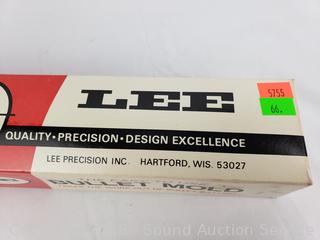 LEE
5755
66.
QUALITY • PRECISION • DESIGN EXCELLENCE
LEE PRECISION INC. HARTFORD, WIS. 53027
BULLET MOLD
Sound Auction Service